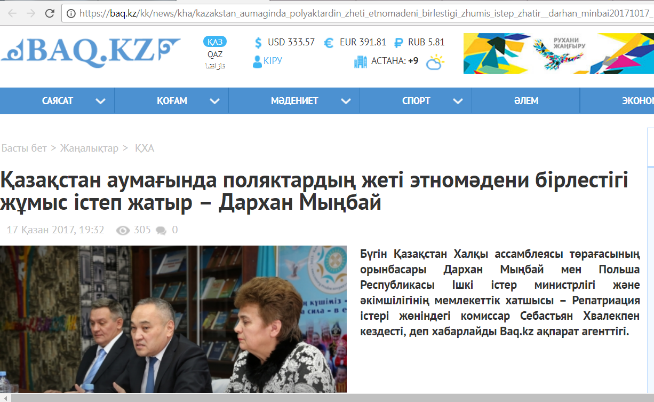 https://baq.kz/kk/news/kha/kazakstan_aumaginda_polyaktardin_zheti_etnomadeni_birlestigi_zhumis_istep_zhatir__darhan_minbai20171017_
BAQ.KZ
ҚАЗ
QAZ
$ USD 333.57 € EUR 391.81 ₽ RUB 5.81
КІРУ
АСТАНА: +9
РУХАНИ
ЖАҢҒЫРУ
САЯСАТ ҚОҒАМ МӘДЕНИЕТ СПОРТ ӘЛЕМ ЭКОНО
Басты бет > Жаңалықтар > ҚХА
Қазақстан аумағында поляктардың жеті этномәдени бірлестігі
жұмыс істеп жатыр – Дархан Мыңбай
17 Қазан 2017, 19:32 305 0
Бүгін Қазақстан Халқы ассамблеясы төрағасының
орынбасары Дархан Мыңбай мен Польша
Республикасы Ішкі істер министрлігі және
әкімшілігінің мемлекеттік хатшысы – Репатриация
істері жөніндегі комиссар Себастьян Хвалекпен
кездесті, деп хабарлайды Baq.kz ақпарат агенттігі.